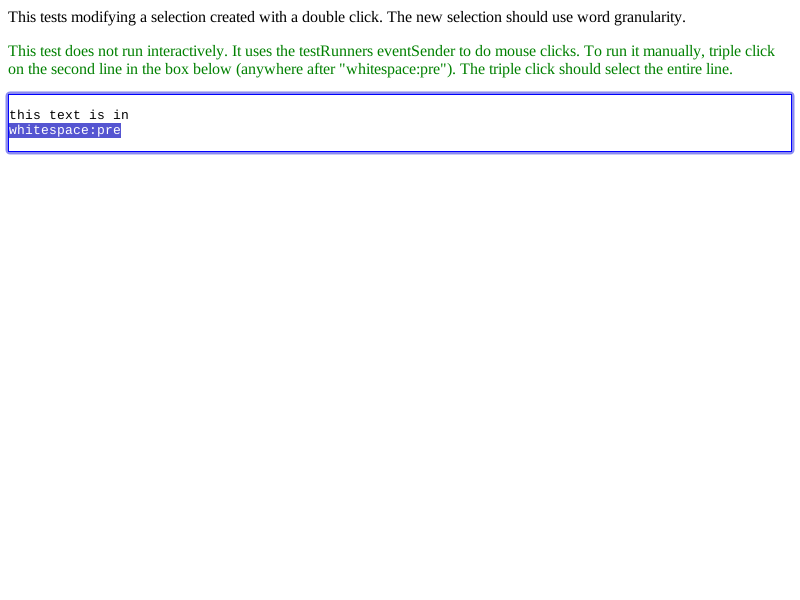 This tests modifying a selection created with a double click. The new selection should use word granularity.
This test does not run interactively. It uses the testRunners eventSender to do mouse clicks. To run it manually, triple click
on the second line in the box below (anywhere after "whitespace:pre"). The triple click should select the entire line.
this text is in
whitespace:pre